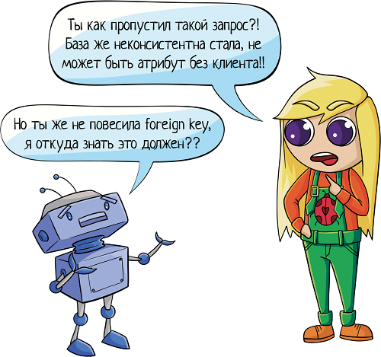 Ты как пропустил такой запрос?!
База же неконсистентна стала, не
может быть атрибут без клиента!!
Но ты же не повесила foreign key,
я откуда знать это должен??